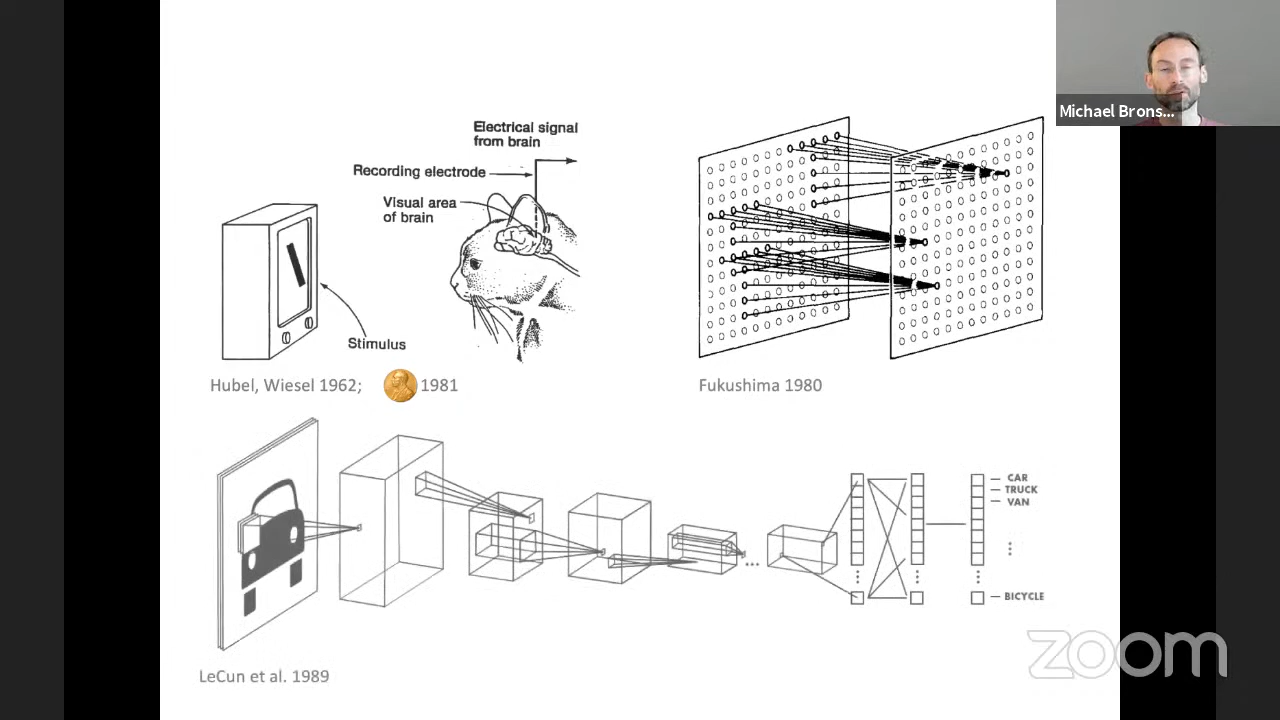 Michael Brons...
Electrical signal
from brain
Recording electrode
Visual area
of brain
Stimulus
Hubel, Wiesel 1962; 1981
Fukushima 1980
CAR
TRUCK
VAN
BICYCLE
LeCun et al. 1989
zoom